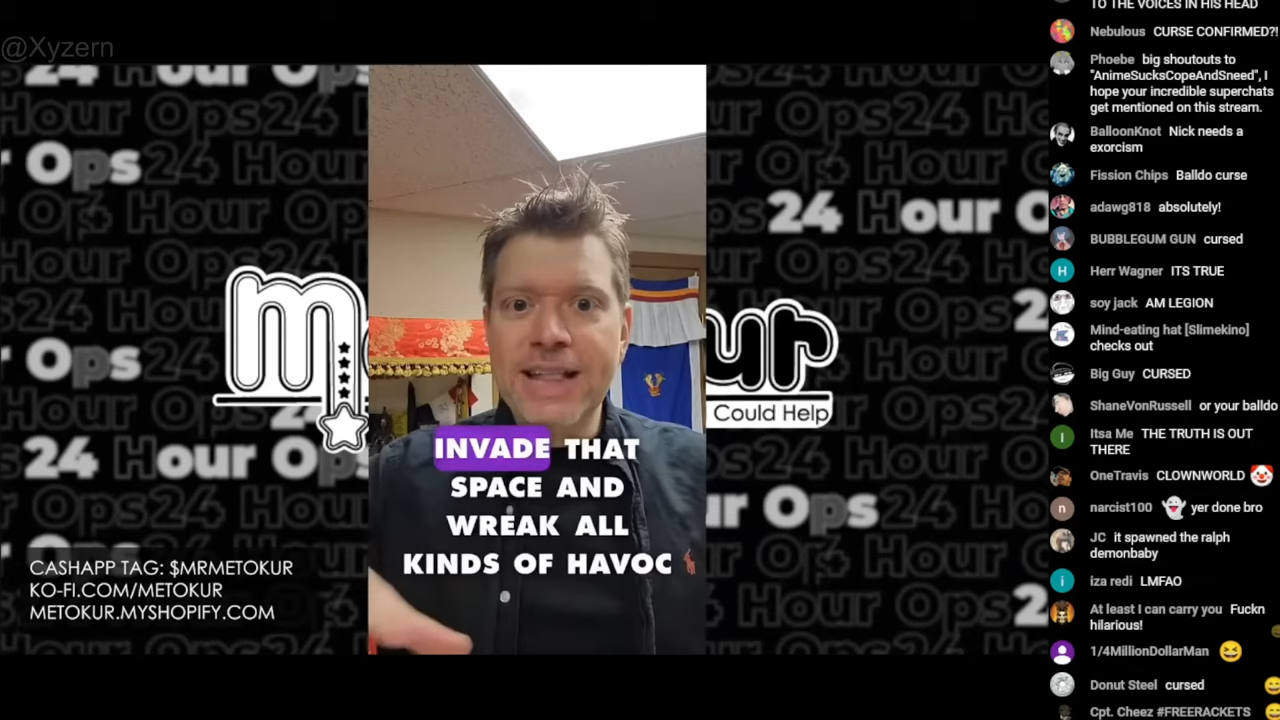 @Xyzern
24 Hour Ops
Could Help
INVADE THAT
SPACE AND
WREAK ALL
KINDS OF HAVOC
CASHAPP TAG: $MRMETOKUR
KO-FI.COM/METOKUR
METOKUR.MYSHOPIFY.COM
TO THE VOICES IN HIS HEAD
Nebulous CURSE CONFIRMED?!
Phoebe big shoutouts to
"AnimeSucksCopeAndSneed", I
hope your incredible superchats
get mentioned on this stream.
BalloonKnot Nick needs a
exorcism
Fission Chips Balldo curse
adawg818 absolutely!
BUBBLEGUM GUN cursed
H
Herr Wagner ITS TRUE
soy jack AM LEGION
Mind-eating hat [Slimekino]
checks out
Big Guy CURSED
ShaneVonRussell or your balldo
I
Itsa Me THE TRUTH IS OUT
THERE
OneTravis CLOWNWORLD 🤡
n
narcist100 👻 yer done bro
JC it spawned the ralph
demonbaby
i
iza redi LMFAO
At least I can carry you Fuckn
hilarious!
1/4MillionDollarMan 😆
Donut Steel cursed
Cpt. Cheez #FREERACKETS